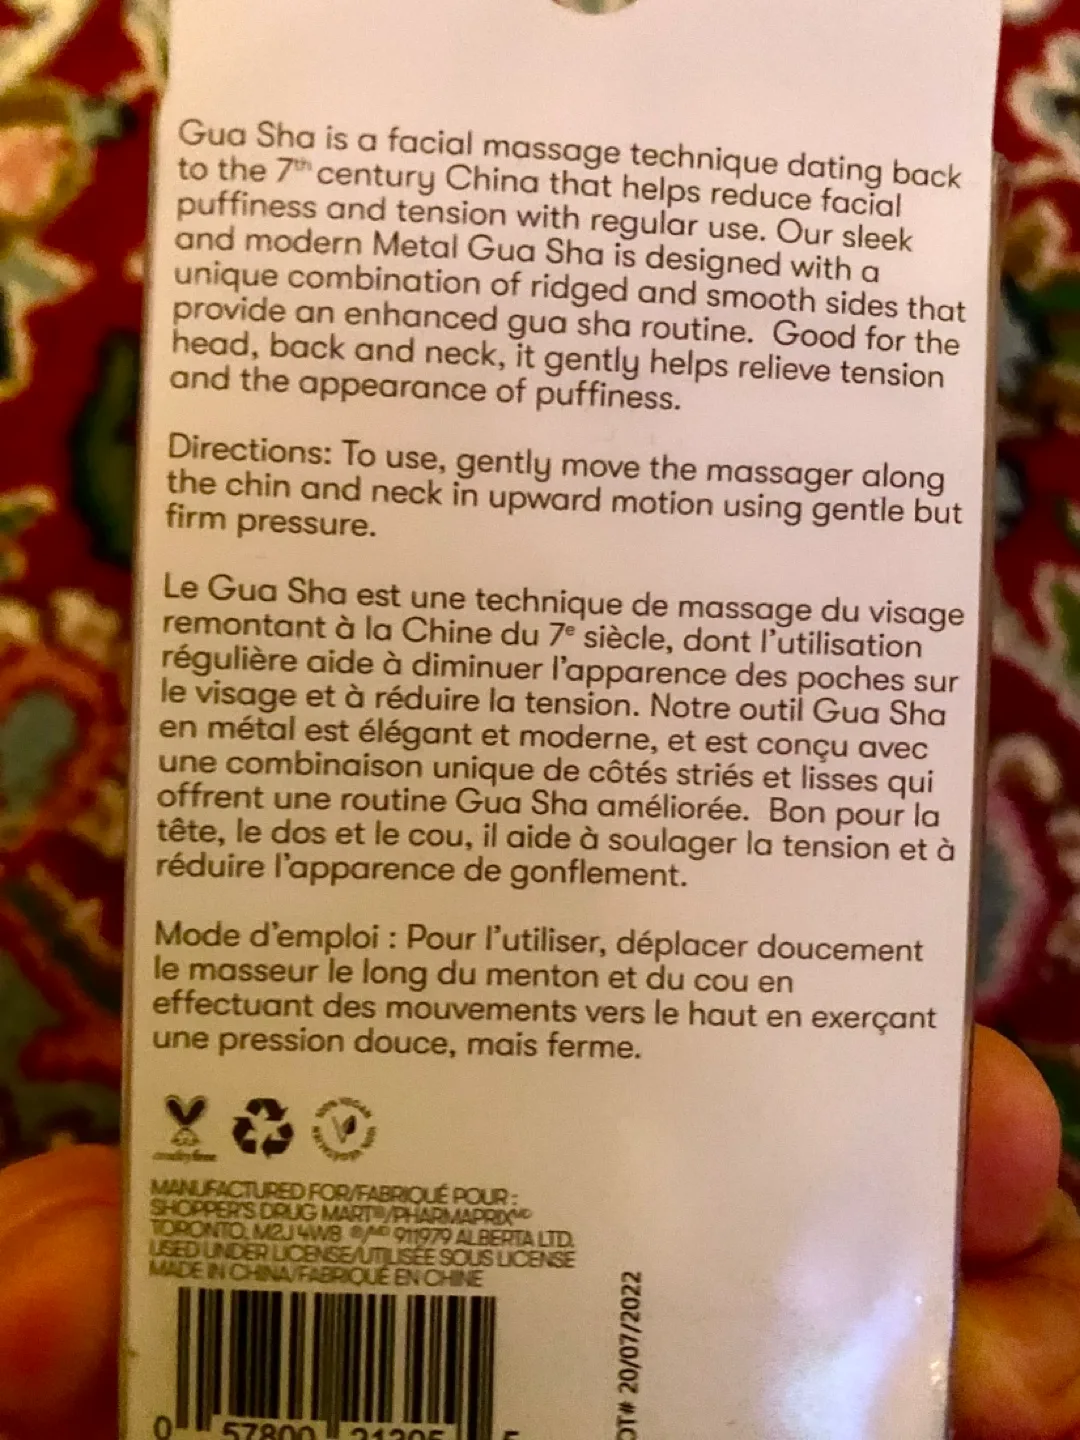 Gua Sha is a facial massage technique dating back
to the 7th century China that helps reduce facial
puffiness and tension with regular use. Our sleek
and modern Metal Gua Sha is designed with a
unique combination of ridged and smooth sides that
provide an enhanced gua sha routine. Good for the
head, back and neck, it gently helps relieve tension
and the appearance of puffiness.
Directions: To use, gently move the massager along
the chin and neck in upward motion using gentle but
firm pressure.
Le Gua Sha est une technique de massage du visage
remontant à la Chine du 7e siècle, dont l'utilisation
régulière aide à diminuer l'apparence des poches sur
le visage et à réduire la tension. Notre outil Gua Sha
en métal est élégant et moderne, et est conçu avec
une combinaison unique de côtés striés et lisses qui
offrent une routine Gua Sha améliorée. Bon pour la
tête, le dos et le cou, il aide à soulager la tension et à
réduire l'apparence de gonflement.
Mode d'emploi : Pour l'utiliser, déplacer doucement
le masseur le long du menton et du cou en
effectuant des mouvements vers le haut en exerçant
une pression douce, mais ferme.
cruelty free
100% VEGAN
MANUFACTURED FOR/FABRIQUÉ POUR :
SHOPPER'S DRUG MART®/PHARMAPRIXMC
TORONTO, M2J 4W8 ®/MD 911979 ALBERTA LTD.
USED UNDER LICENSE/UTILISÉE SOUS LICENSE
MADE IN CHINA/FABRIQUÉ EN CHINE
OT# 20/07/2022
0 57800 21205 5